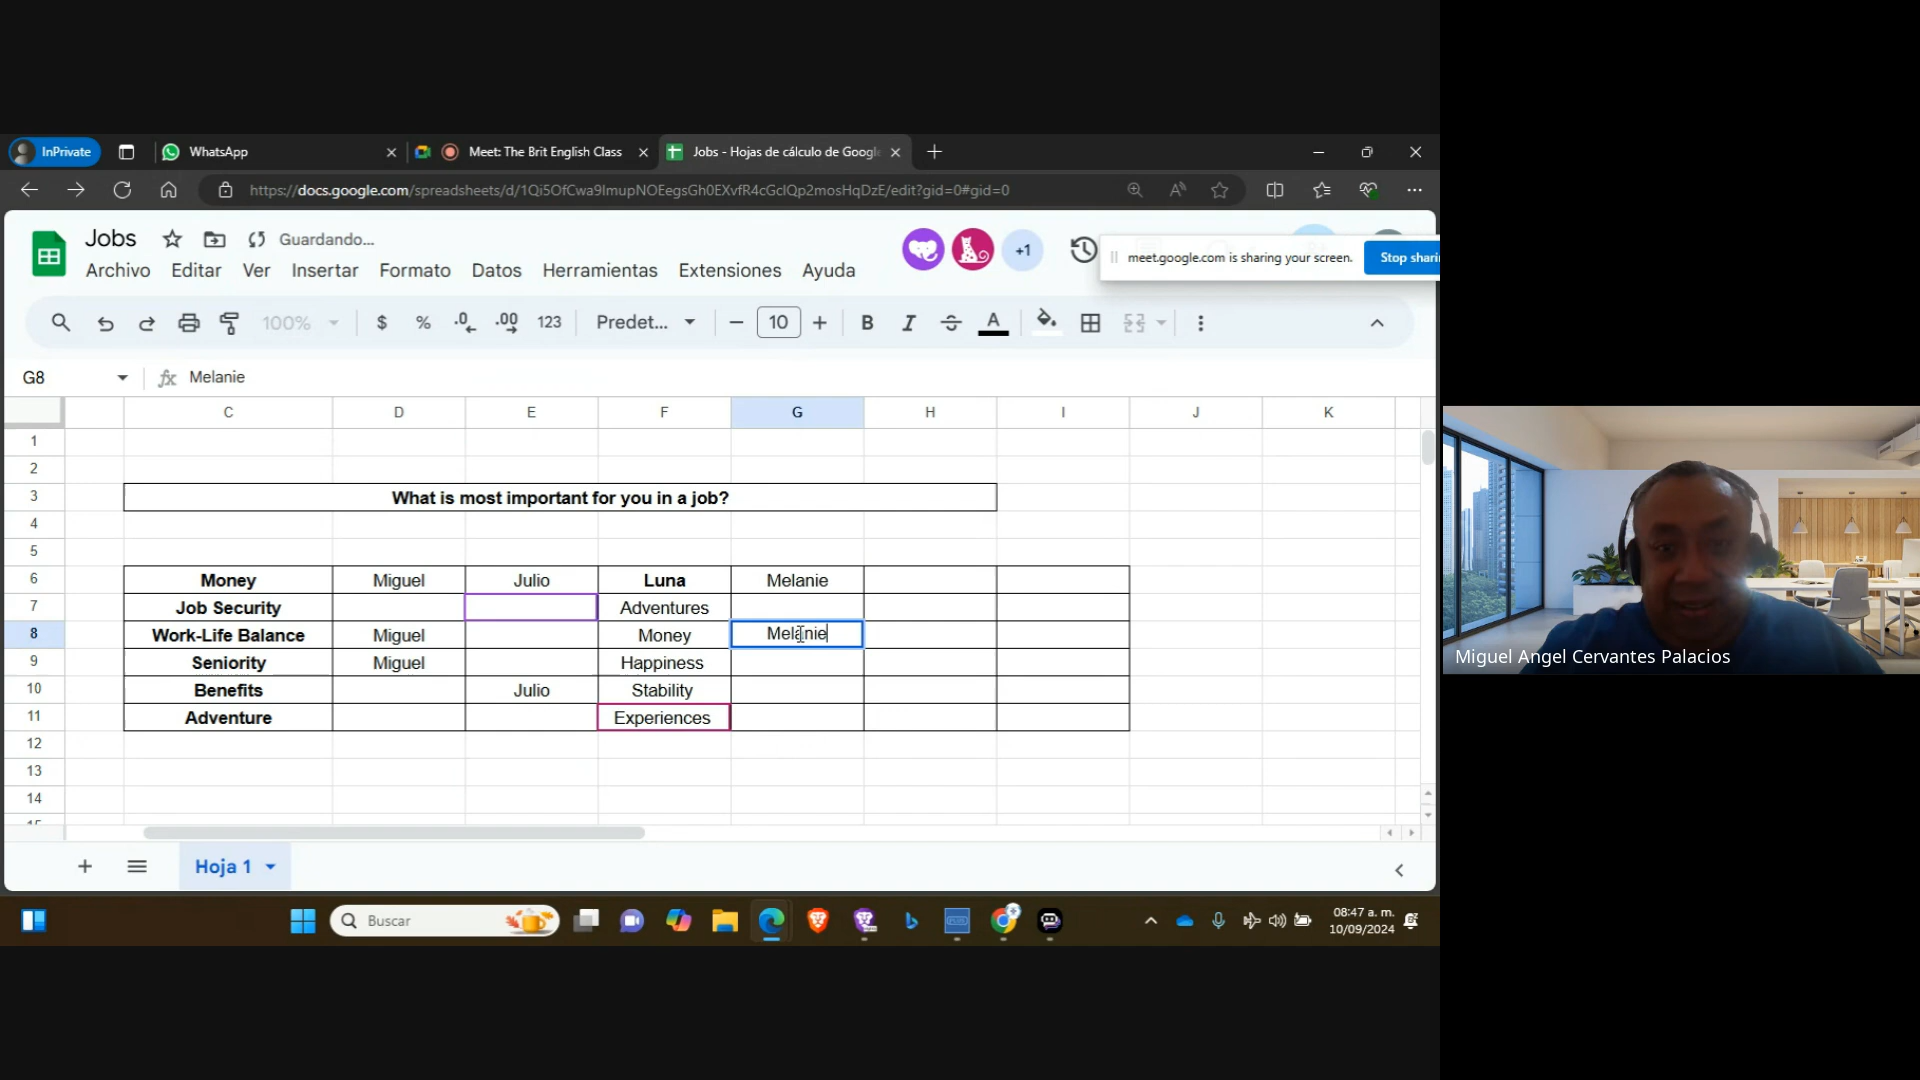 InPrivate
WhatsApp
Meet: The Brit English Class
Jobs - Hojas de cálculo de Googl
https://docs.google.com/spreadsheets/d/1Qi5OfCwa9lmupNOEegsGh0EXvfR4cGclQp2mosHqDzE/edit?gid=0#gid=0
Jobs
Guardando...
+1
meet.google.com is sharing your screen.
Stop shari
Archivo Editar Ver Insertar Formato Datos Herramientas Extensiones Ayuda
100% $ % .0 .00 123 Predet... − 10 + B I S A
G8 fx Melanie
C D E F G H I J K
1
2
3 What is most important for you in a job?
4
5
6 Money Miguel Julio Luna Melanie
7 Job Security Adventures
8 Work-Life Balance Miguel Money Melanie
9 Seniority Miguel Happiness
10 Benefits Julio Stability
11 Adventure Experiences
12
13
14
15
Hoja 1
Buscar
08:47 a. m.
10/09/2024
Miguel Angel Cervantes Palacios